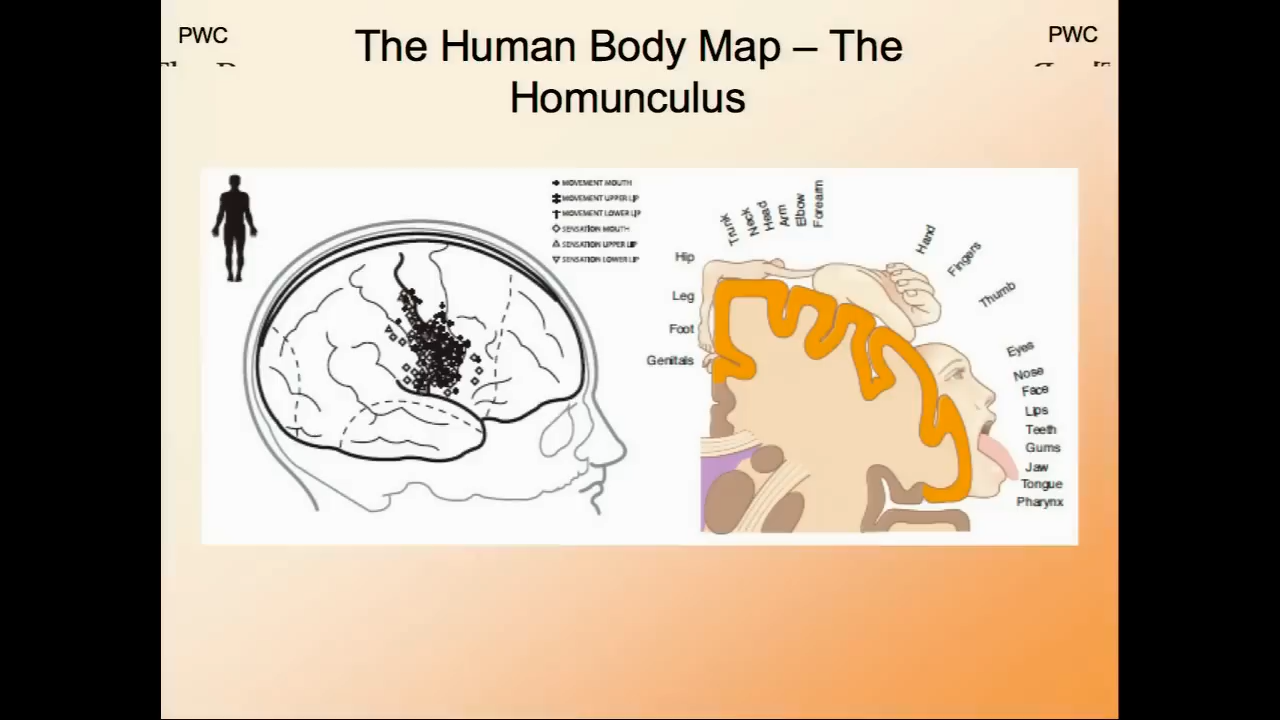 PWC
The Human Body Map – The
Homunculus
PWC
MOVEMENT MOUTH
MOVEMENT UPPER LIP
MOVEMENT LOWER LIP
SENSATION MOUTH
SENSATION UPPER LIP
SENSATION LOWER LIP
Trunk
Neck
Head
Arm
Elbow
Forearm
Hand
Fingers
Thumb
Hip
Leg
Foot
Genitals
Eyes
Nose
Face
Lips
Teeth
Gums
Jaw
Tongue
Pharynx